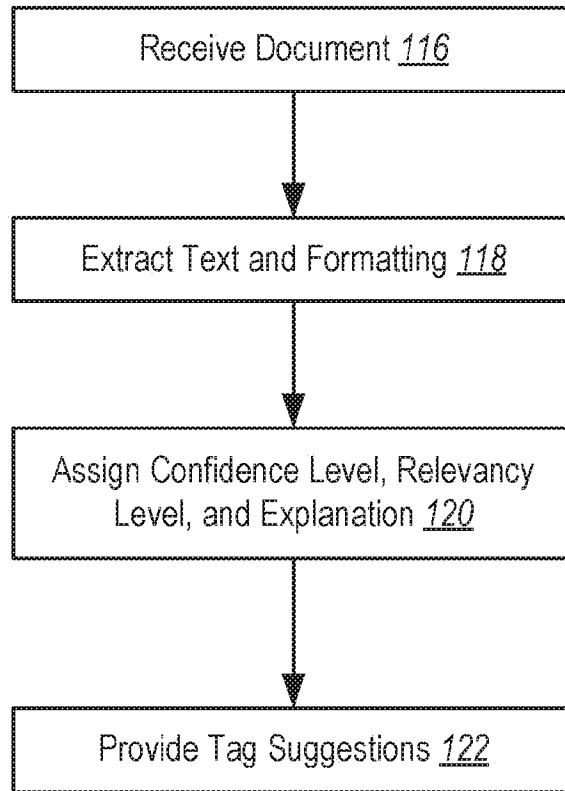 Receive Document 116
Extract Text and Formatting 118
Assign Confidence Level, Relevancy
Level, and Explanation 120
Provide Tag Suggestions 122